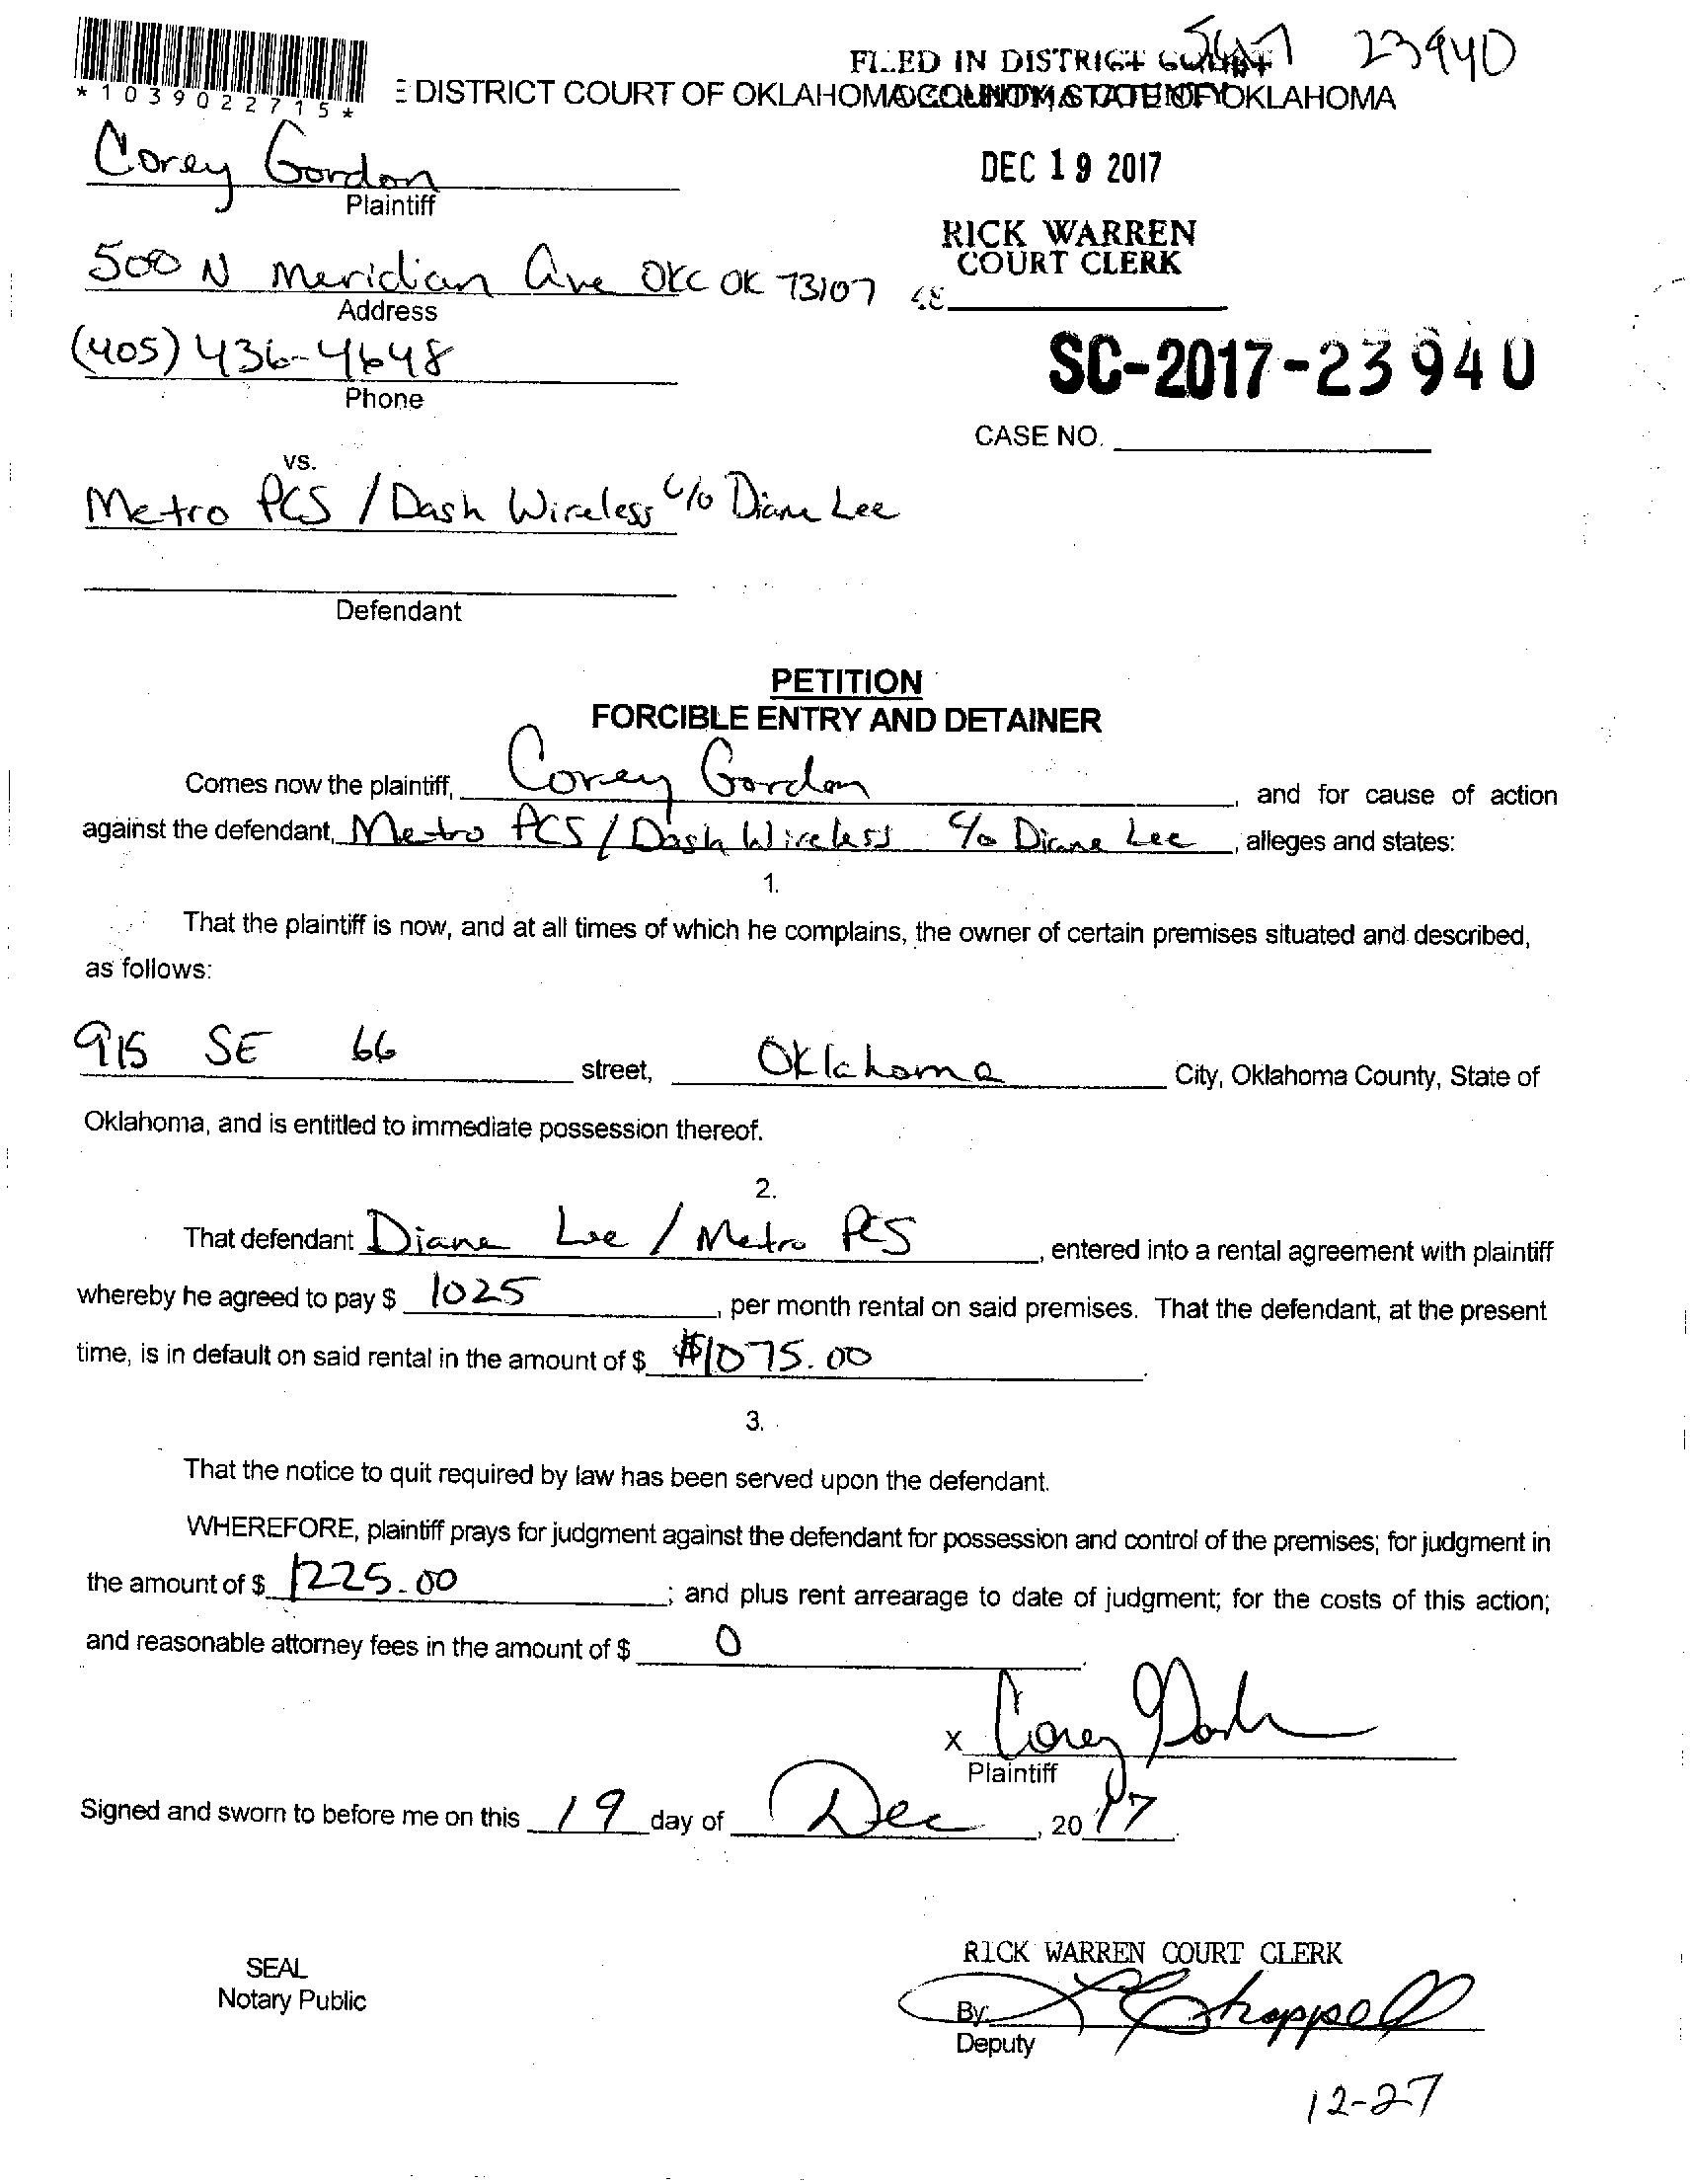 23940
FILED IN DISTRICT COURT
DISTRICT COURT OF OKLAHOMA COUNTY, STATE OF OKLAHOMA
*1039022715*
Corey Gordon
Plaintiff
DEC 19 2017
RICK WARREN
COURT CLERK
500 N Meridian Ave OKC OK 73107
Address
48
(405) 436-4648
Phone
SC-2017-23940
CASE NO.
vs.
Metro PCS / Dash Wireless c/o Diane Lee
Defendant
PETITION
FORCIBLE ENTRY AND DETAINER
Comes now the plaintiff, Corey Gordon, and for cause of action
against the defendant, Metro PCS / Dash Wireless c/o Diane Lee, alleges and states:
1.
That the plaintiff is now, and at all times of which he complains, the owner of certain premises situated and described,
as follows:
915 SE 66 street, Oklahoma City, Oklahoma County, State of
Oklahoma, and is entitled to immediate possession thereof.
2.
That defendant Diane Lee / Metro PCS, entered into a rental agreement with plaintiff
whereby he agreed to pay $ 1025, per month rental on said premises. That the defendant, at the present
time, is in default on said rental in the amount of $ $1075.00.
3.
That the notice to quit required by law has been served upon the defendant.
WHEREFORE, plaintiff prays for judgment against the defendant for possession and control of the premises; for judgment in
the amount of $ 1225.00; and plus rent arrearage to date of judgment; for the costs of this action;
and reasonable attorney fees in the amount of $ 0.
x Corey Gordon
Plaintiff
Signed and sworn to before me on this 19 day of Dec, 2017.
SEAL
Notary Public
RICK WARREN COURT CLERK
By: Chappell
Deputy
12-27